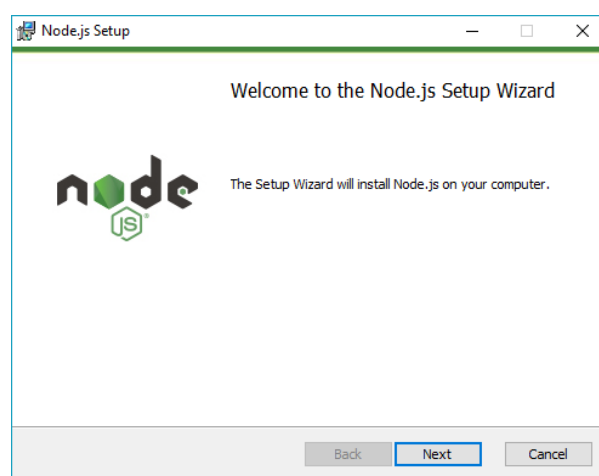 Node.js Setup
Welcome to the Node.js Setup Wizard
node
JS
The Setup Wizard will install Node.js on your computer.
Back Next Cancel